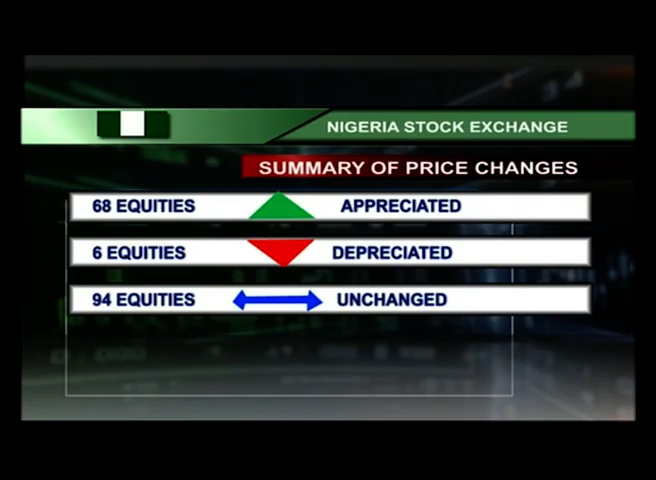 NIGERIA STOCK EXCHANGE
SUMMARY OF PRICE CHANGES
68 EQUITIES APPRECIATED
6 EQUITIES DEPRECIATED
94 EQUITIES UNCHANGED